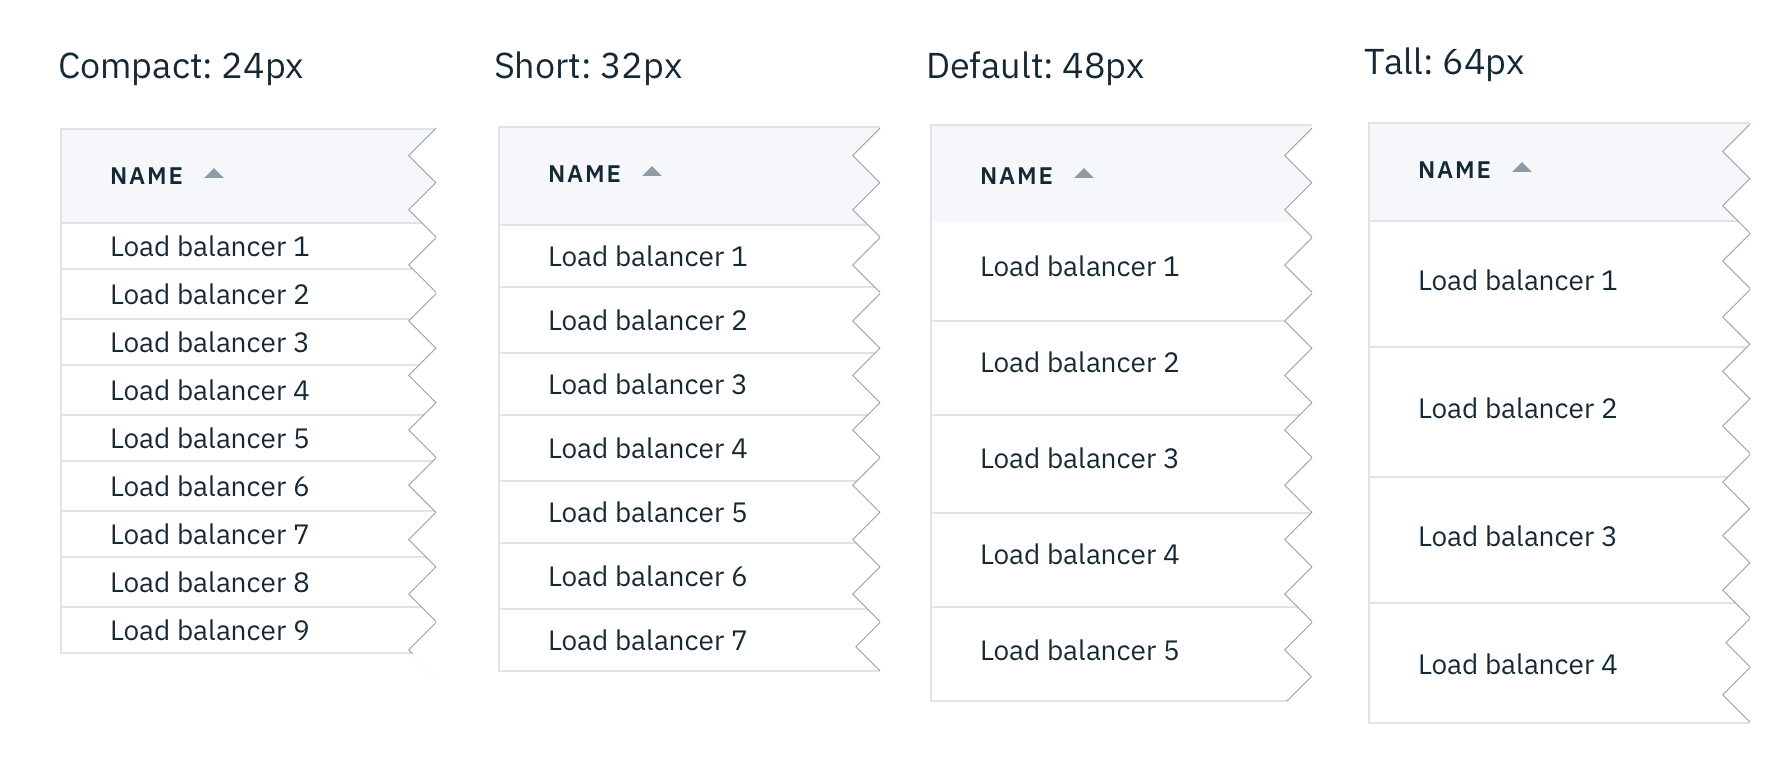 Compact: 24px
NAME
Load balancer 1
Load balancer 2
Load balancer 3
Load balancer 4
Load balancer 5
Load balancer 6
Load balancer 7
Load balancer 8
Load balancer 9
Short: 32px
NAME
Load balancer 1
Load balancer 2
Load balancer 3
Load balancer 4
Load balancer 5
Load balancer 6
Load balancer 7
Default: 48px
NAME
Load balancer 1
Load balancer 2
Load balancer 3
Load balancer 4
Load balancer 5
Tall: 64px
NAME
Load balancer 1
Load balancer 2
Load balancer 3
Load balancer 4